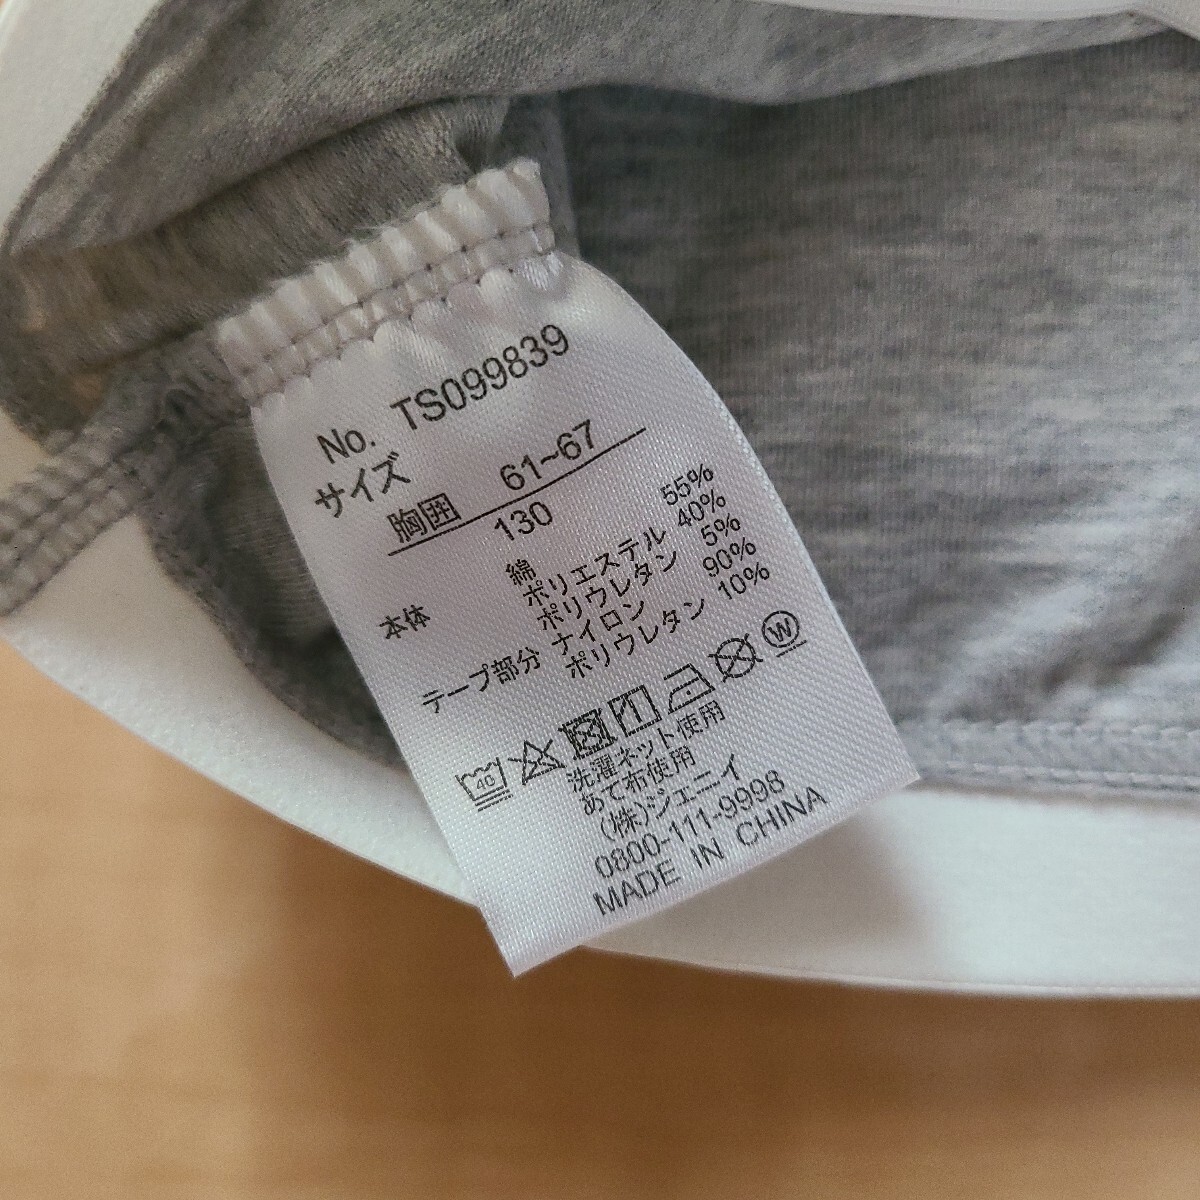 No. TS099839
サイズ
胸囲 61~67
130
本体 綿 55%
ポリエステル 40%
ポリウレタン 5%
テープ部分 ナイロン 90%
ポリウレタン 10%
40 W
洗濯ネット使用
あて布使用
(株)ジェニイ
0800-111-9998
MADE IN CHINA